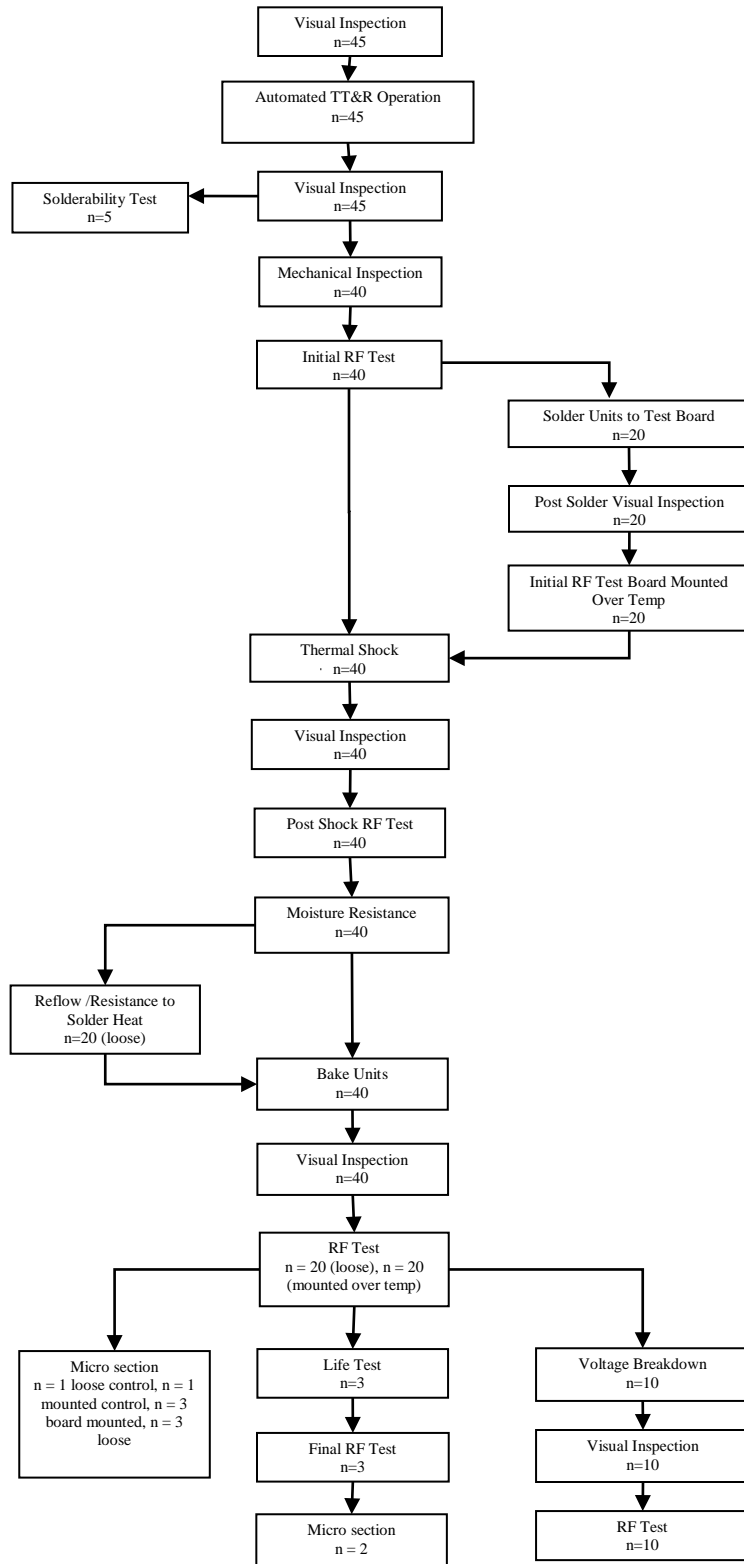 Visual Inspection
n=45
Automated TT&R Operation
n=45
Visual Inspection
n=45
Solderability Test
n=5
Mechanical Inspection
n=40
Initial RF Test
n=40
Solder Units to Test Board
n=20
Post Solder Visual Inspection
n=20
Initial RF Test Board Mounted
Over Temp
n=20
Thermal Shock
n=40
Visual Inspection
n=40
Post Shock RF Test
n=40
Moisture Resistance
n=40
Reflow /Resistance to
Solder Heat
n=20 (loose)
Bake Units
n=40
Visual Inspection
n=40
RF Test
n = 20 (loose), n = 20
(mounted over temp)
Micro section
n = 1 loose control, n = 1
mounted control, n = 3
board mounted, n = 3
loose
Life Test
n=3
Final RF Test
n=3
Micro section
n = 2
Voltage Breakdown
n=10
Visual Inspection
n=10
RF Test
n=10